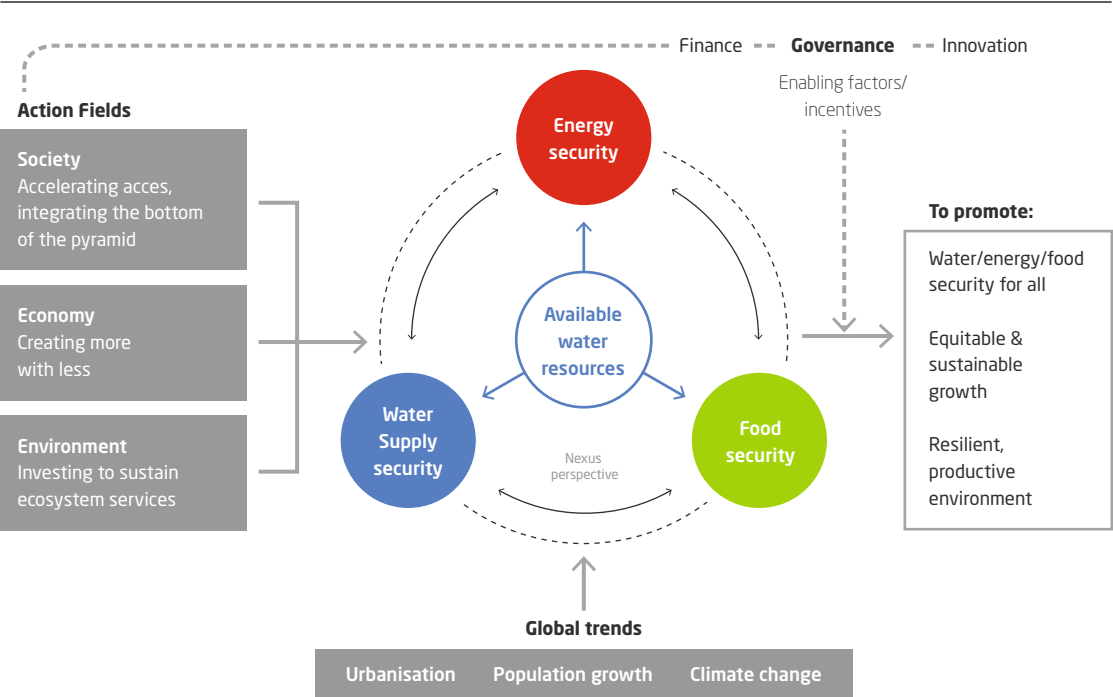 Finance
Governance
Innovation
Enabling factors/
incentives
Action Fields
Society
Accelerating acces,
integrating the bottom
of the pyramid
Economy
Creating more
with less
Environment
Investing to sustain
ecosystem services
Energy
security
Available
water
resources
Water
Supply
security
Food
security
Nexus
perspective
To promote:
Water/energy/food
security for all
Equitable &
sustainable
growth
Resilient,
productive
environment
Global trends
Urbanisation
Population growth
Climate change